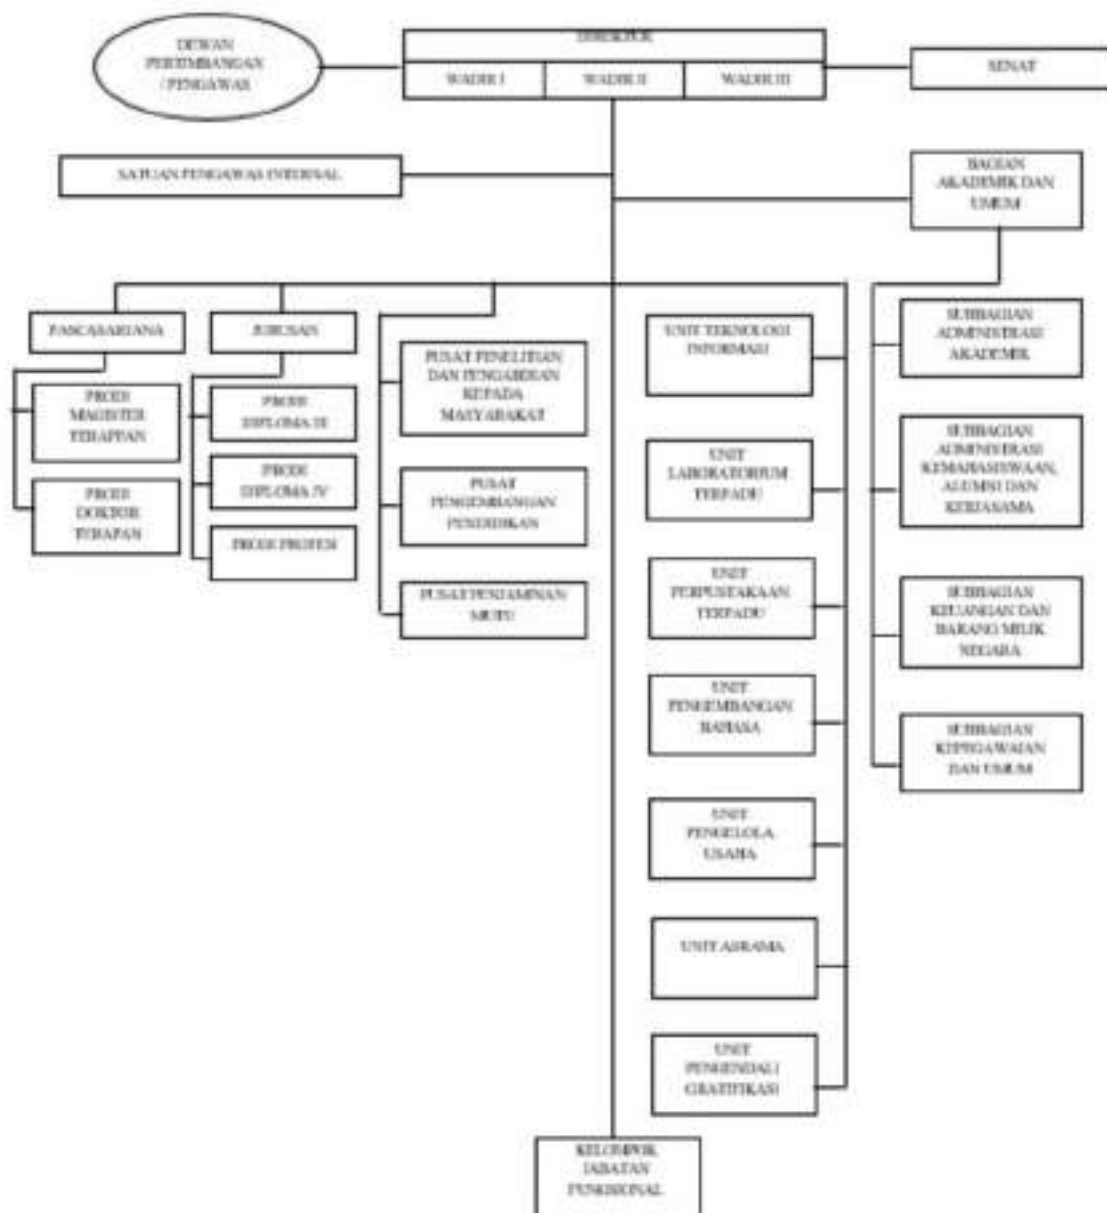 DEWAN
PERTIMBANGAN
/ PENGAWAS
DIREKTUR
WADIR I
WADIR II
WADIR III
SENAT
SATUAN PENGAWAS INTERNAL
BAGIAN
AKADEMIK DAN
UMUM
PASCASARJANA
JURUSAN
PRODI
MAGISTER
TERAPPAN
PRODI
DOKTOR
TERAPAN
PRODI
DIPLOMA III
PRODI
DIPLOMA IV
PRODI PROFESI
PUSAT PENELITIAN
DAN PENGABDIAN
KEPADA
MASYARAKAT
PUSAT
PENGEMBANGAN
PENDIDIKAN
PUSAT PENJAMINAN
MUTU
UNIT TEKNOLOGI
INFORMASI
UNIT
LABORATORIUM
TERPADU
UNIT
PERPUSTAKAAN
TERPADU
UNIT
BAHASA
UNIT
PENGELOLA
USAHA
UNIT ASRAMA
UNIT
GRATIFIKASI
SUBBAGIAN
ADMINISTRASI
AKADEMIK
SUBBAGIAN
ADMINISTRASI
KEMAHASISWAAN,
ALUMNI DAN
KERJASAMA
SUBBAGIAN
KEUANGAN DAN
BARANG MILIK
NEGARA
SUBBAGIAN
KEPEGAWAIAN
DAN UMUM
KELOMPOK
JABATAN
FUNGSIONAL